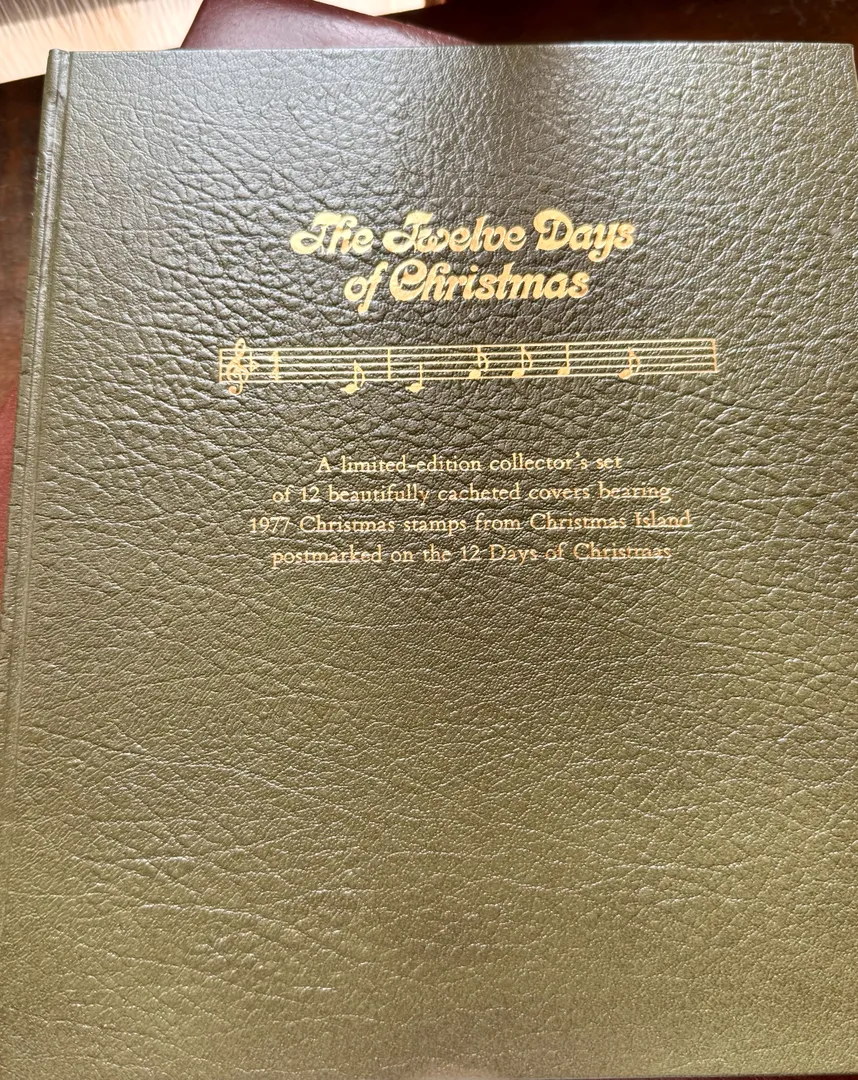 The Twelve Days
of Christmas
A limited-edition collector's set
of 12 beautifully cacheted covers bearing
1977 Christmas stamps from Christmas Island
postmarked on the 12 Days of Christmas